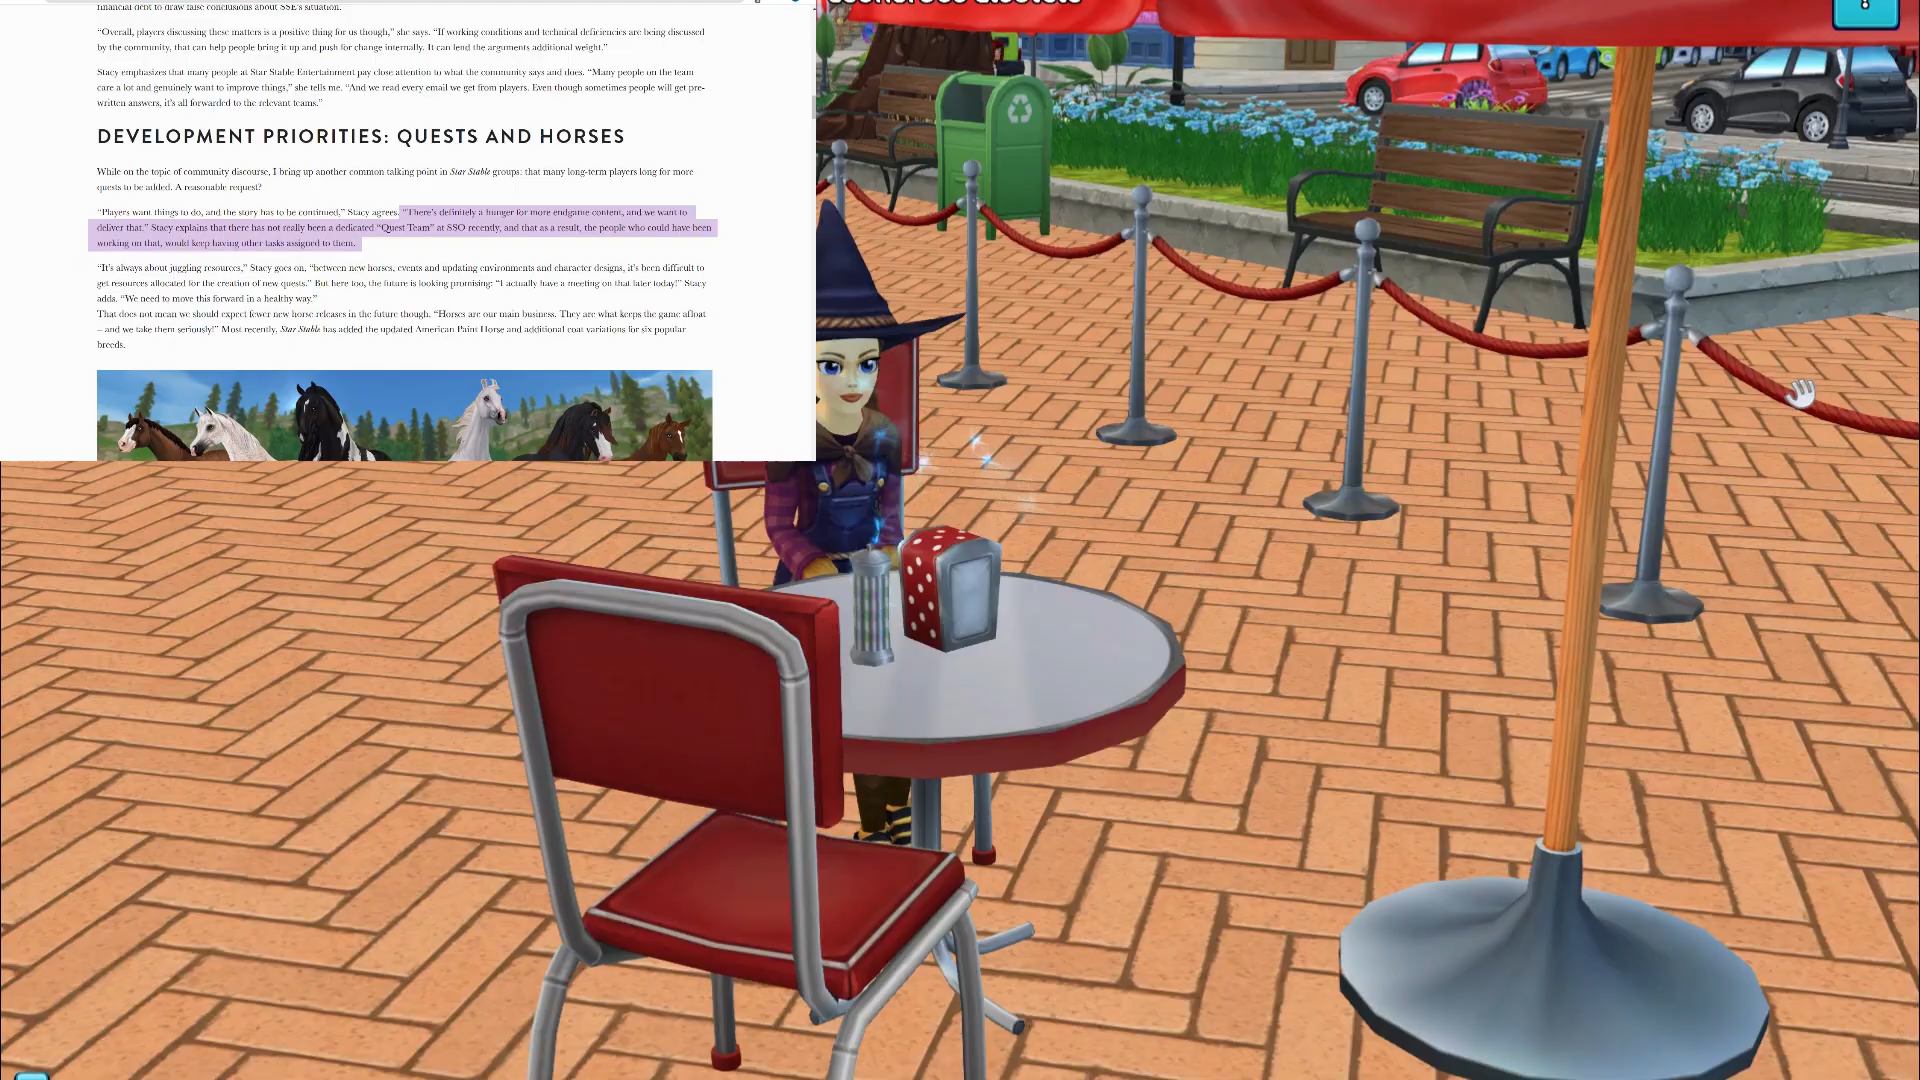 financial dent to draw false conclusions about SSE's situation.
“Overall, players discussing these matters is a positive thing for us though,” she says. “If working conditions and technical deficiencies are being discussed
by the community, that can help people bring it up and push for change internally. It can lend the arguments additional weight.”
Stacy emphasizes that many people at Star Stable Entertainment pay close attention to what the community says and does. “Many people on the team
care a lot and genuinely want to improve things,” she tells me. “And we read every email we get from players. Even though sometimes people will get pre-
written answers, it's all forwarded to the relevant teams.”
DEVELOPMENT PRIORITIES: QUESTS AND HORSES
While on the topic of community discourse, I bring up another common talking point in Star Stable groups: that many long-term players long for more
quests to be added. A reasonable request?
“Players want things to do, and the story has to be continued,” Stacy agrees. “There's definitely a hunger for more endgame content, and we want to
deliver that.” Stacy explains that there has not really been a dedicated “Quest Team” at SSO recently, and that as a result, the people who could have been
working on that, would keep having other tasks assigned to them.
“It's always about juggling resources,” Stacy goes on, “between new horses, events and updating environments and character designs, it's been difficult to
get resources allocated for the creation of new quests.” But here too, the future is looking promising: “I actually have a meeting on that later today!” Stacy
adds. “We need to move this forward in a healthy way.”
That does not mean we should expect fewer new horse releases in the future though. “Horses are our main business. They are what keeps the game afloat
– and we take them seriously!” Most recently, Star Stable has added the updated American Paint Horse and additional coat variations for six popular
breeds.